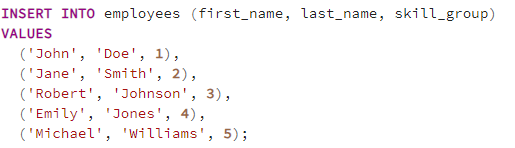 INSERT INTO employees (first_name, last_name, skill_group)
VALUES
('John', 'Doe', 1),
('Jane', 'Smith', 2),
('Robert', 'Johnson', 3),
('Emily', 'Jones', 4),
('Michael', 'Williams', 5);